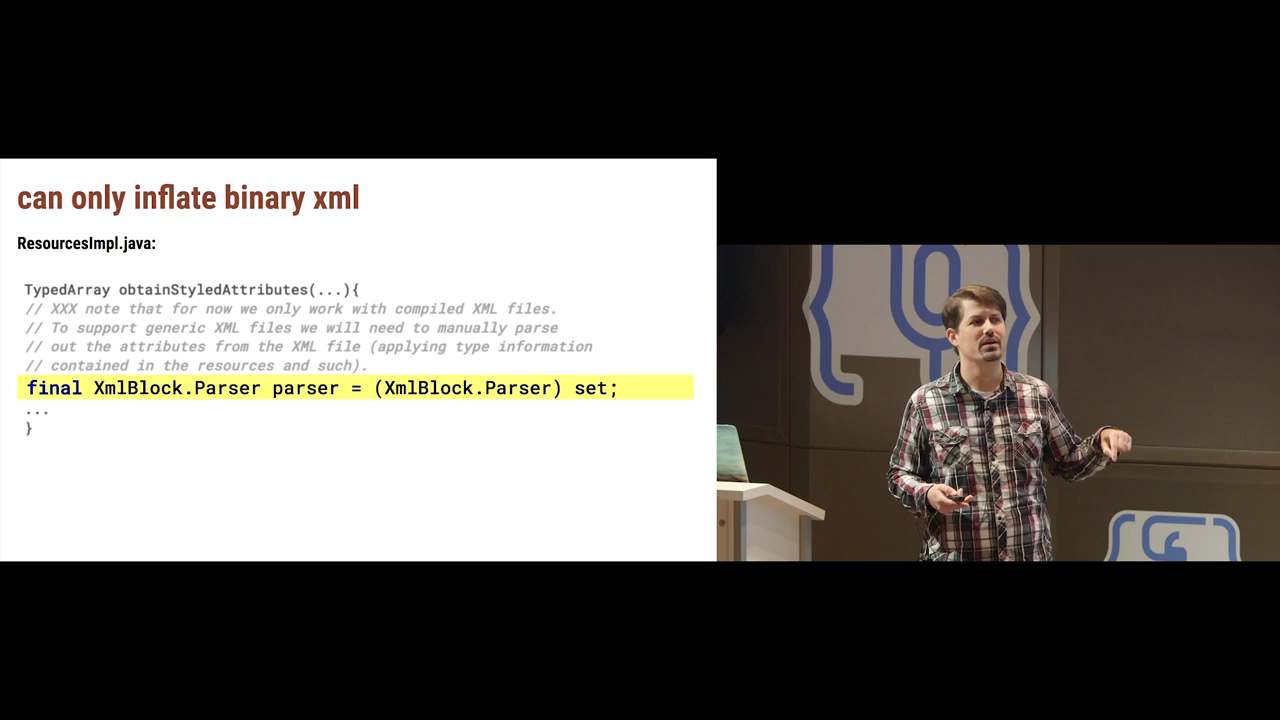 can only inflate binary xml
ResourcesImpl.java:
TypedArray obtainStyledAttributes(...){
// XXX note that for now we only work with compiled XML files.
// To support generic XML files we will need to manually parse
// out the attributes from the XML file (applying type information
// contained in the resources and such).
final XmlBlock.Parser parser = (XmlBlock.Parser) set;
...
}